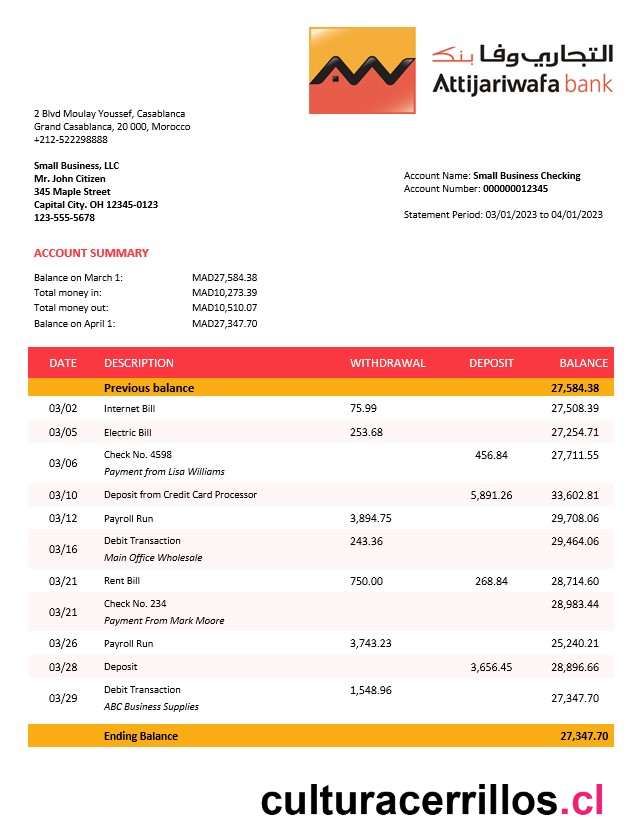 التجاري وفا بنك
Attijariwafa bank
2 Blvd Moulay Youssef, Casablanca
Grand Casablanca, 20 000, Morocco
+212-522298888
Small Business, LLC
Mr. John Citizen
345 Maple Street
Capital City. OH 12345-0123
123-555-5678
Account Name: Small Business Checking
Account Number: 000000012345
Statement Period: 03/01/2023 to 04/01/2023
ACCOUNT SUMMARY
Balance on March 1: MAD27,584.38
Total money in: MAD10,273.39
Total money out: MAD10,510.07
Balance on April 1: MAD27,347.70
DATE DESCRIPTION WITHDRAWAL DEPOSIT BALANCE
Previous balance 27,584.38
03/02 Internet Bill 75.99 27,508.39
03/05 Electric Bill 253.68 27,254.71
03/06 Check No. 4598 456.84 27,711.55
Payment from Lisa Williams
03/10 Deposit from Credit Card Processor 5,891.26 33,602.81
03/12 Payroll Run 3,894.75 29,708.06
03/16 Debit Transaction 243.36 29,464.06
Main Office Wholesale
03/21 Rent Bill 750.00 268.84 28,714.60
03/21 Check No. 234 28,983.44
Payment From Mark Moore
03/26 Payroll Run 3,743.23 25,240.21
03/28 Deposit 3,656.45 28,896.66
03/29 Debit Transaction 1,548.96 27,347.70
ABC Business Supplies
Ending Balance 27,347.70
culturacerrillos.cl